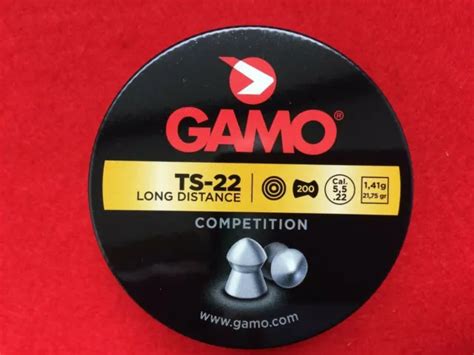 GAMO®
TS-22
LONG DISTANCE
200
Cal.
5,5
.22
1,41g
21,75 gr
COMPETITION
www.gamo.com